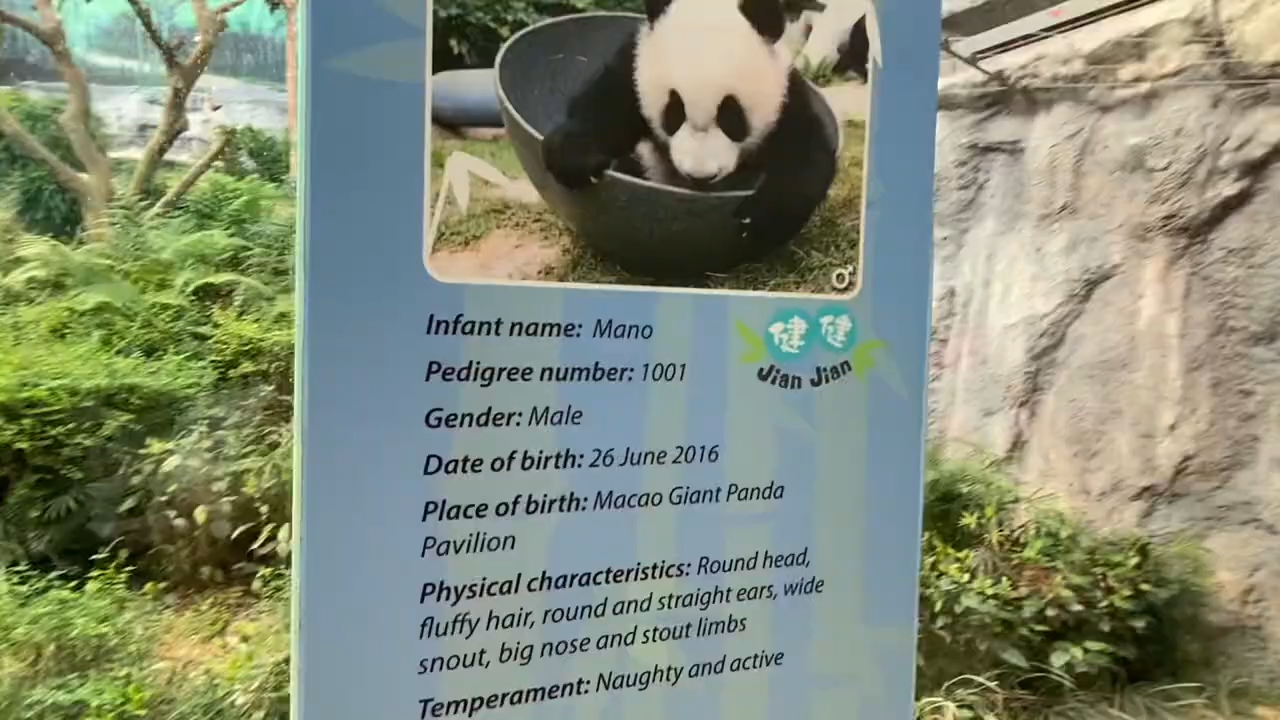 Infant name: Mano
健健
Jian Jian
Pedigree number: 1001
Gender: Male
Date of birth: 26 June 2016
Place of birth: Macao Giant Panda
Pavilion
Physical characteristics: Round head,
fluffy hair, round and straight ears, wide
snout, big nose and stout limbs
Temperament: Naughty and active